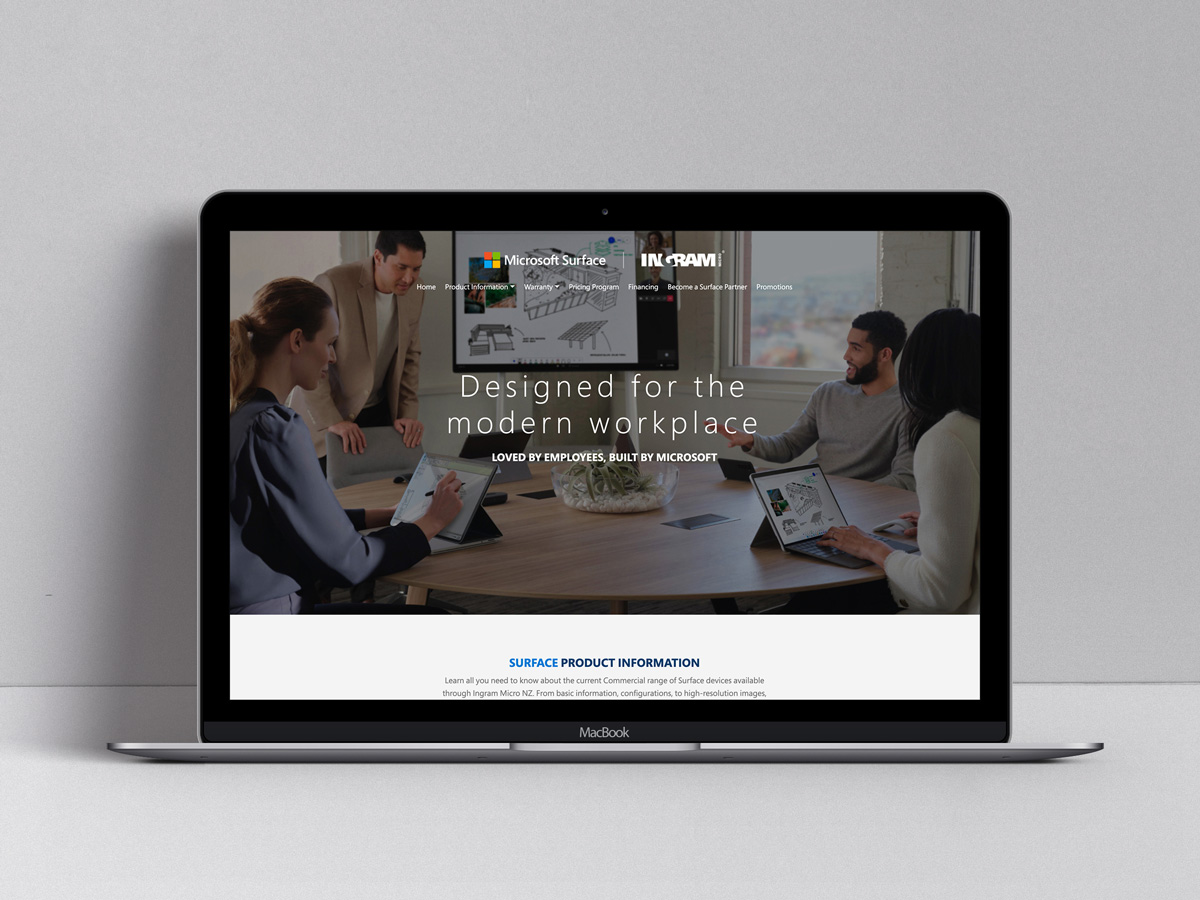 Microsoft Surface
INGRAM
Home Product Information Warranty Pricing Program Financing Become a Surface Partner Promotions
Designed for the
modern workplace
LOVED BY EMPLOYEES, BUILT BY MICROSOFT
SURFACE PRODUCT INFORMATION
Learn all you need to know about the current Commercial range of Surface devices available
through Ingram Micro NZ. From basic information, configurations, to high-resolution images,
MacBook